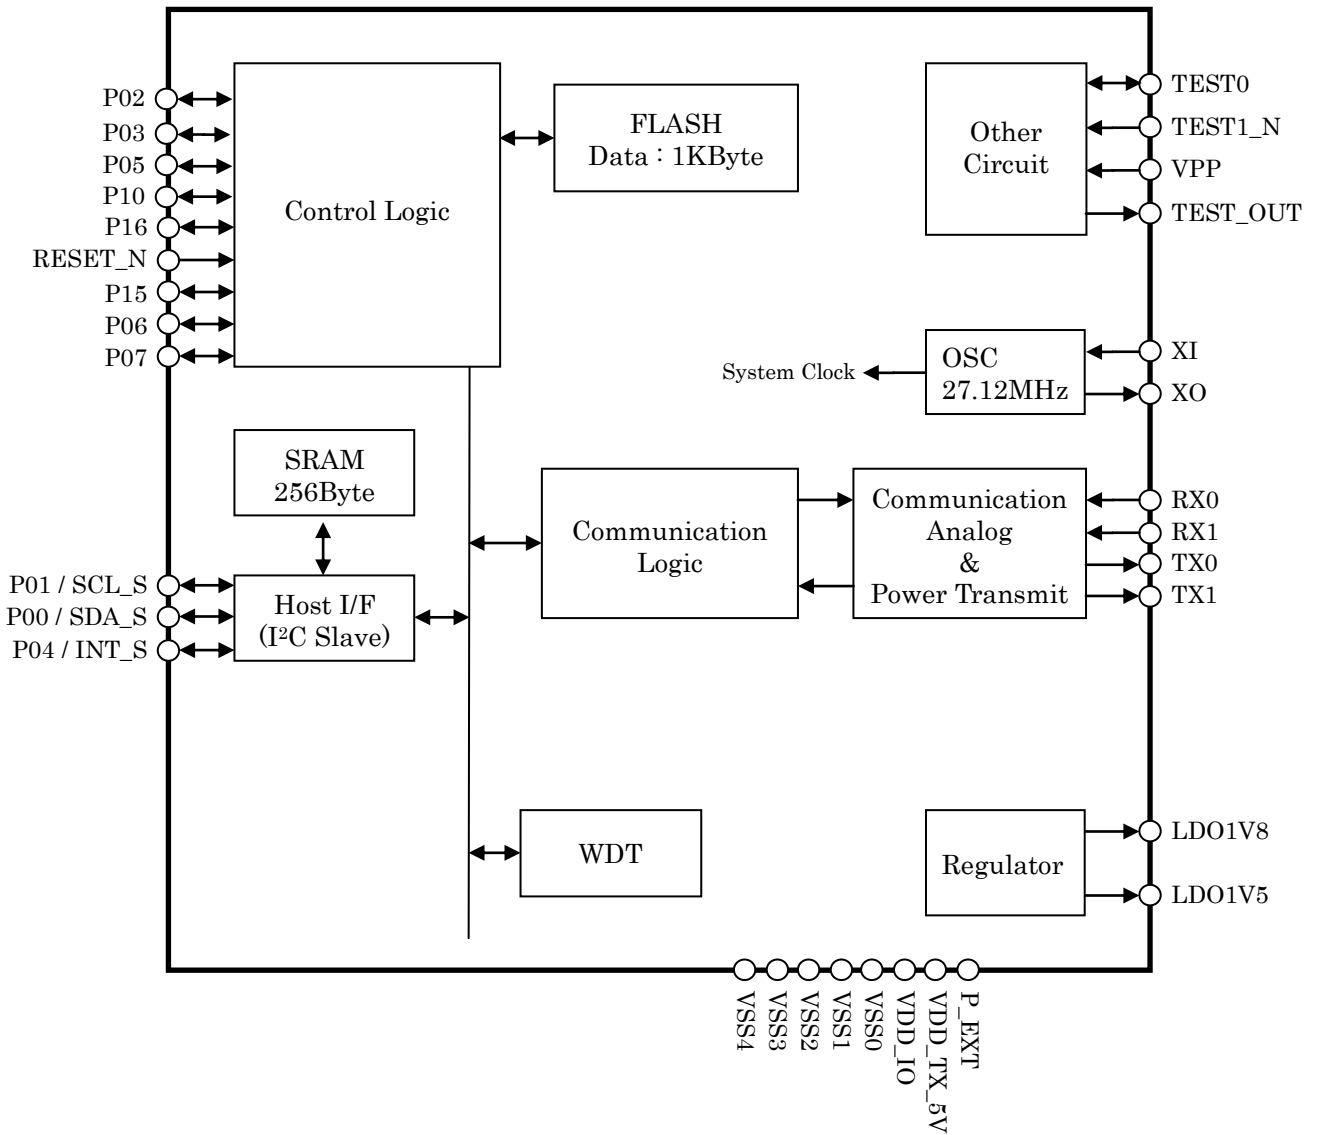 P02
P03
P05
P10
P16
RESET_N
P15
P06
P07
Control Logic
FLASH
Data : 1KByte
Other
Circuit
TEST0
TEST1_N
VPP
TEST_OUT
System Clock
OSC
27.12MHz
XI
XO
SRAM
256Byte
P01 / SCL_S
P00 / SDA_S
P04 / INT_S
Host I/F
(I²C Slave)
Communication
Logic
Communication
Analog
&
Power Transmit
RX0
RX1
TX0
TX1
WDT
Regulator
LDO1V8
LDO1V5
VSS4
VSS3
VSS2
VSS1
VSS0
VDD_IO
VDD_TX_5V
P_EXT